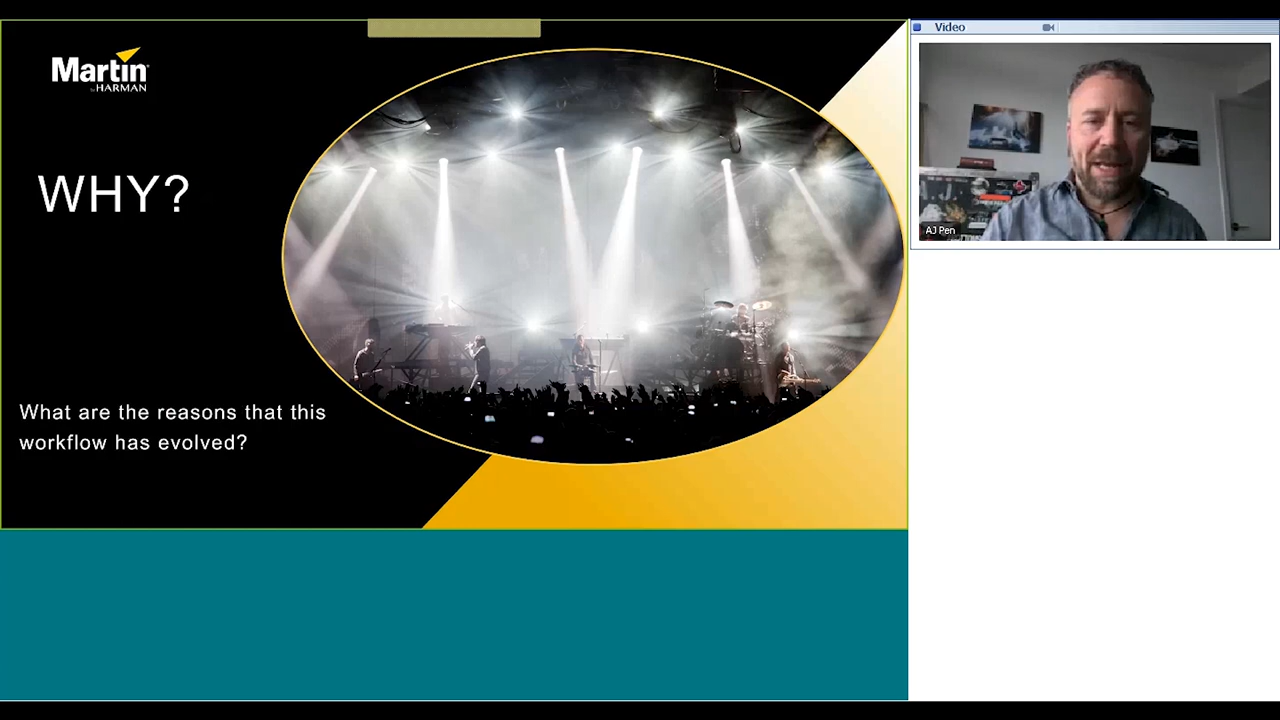 Martin
by HARMAN
WHY?
What are the reasons that this
workflow has evolved?
Video
AJ Pen